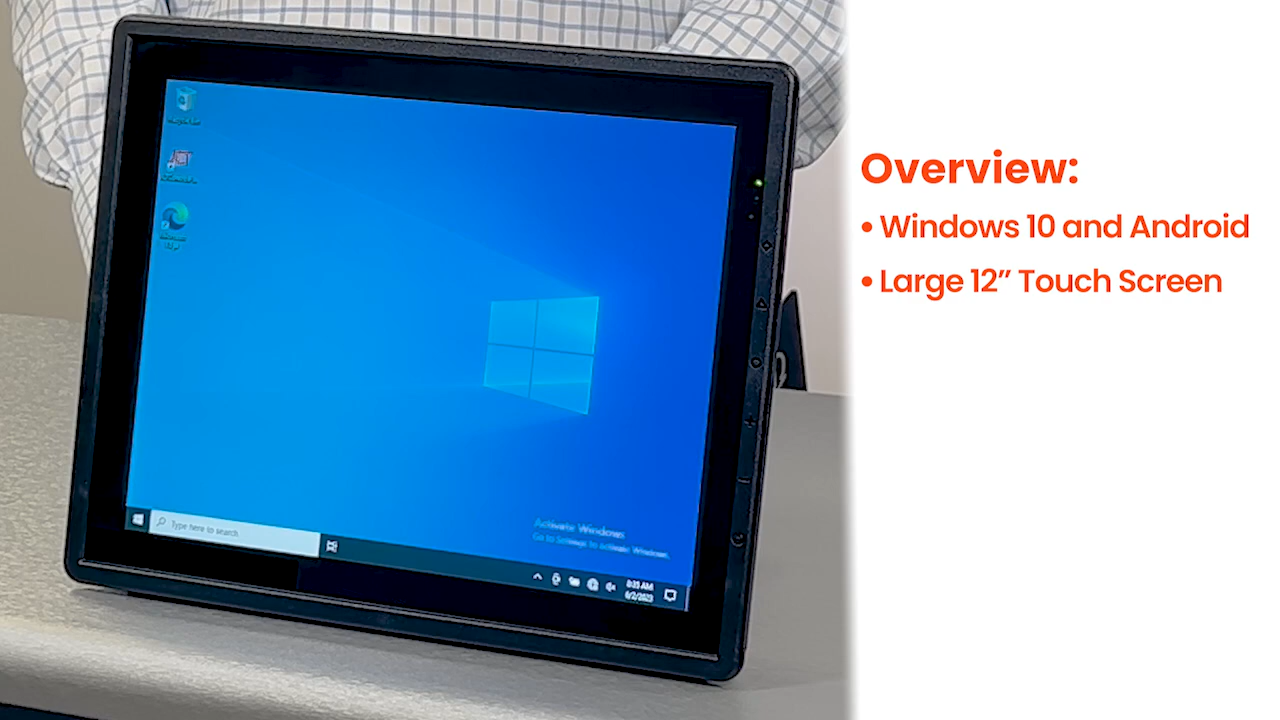 Overview:
• Windows 10 and Android
• Large 12” Touch Screen
Type here to search
Activate Windows
Go to Settings to activate Windows.
8:35 AM
6/2/2023